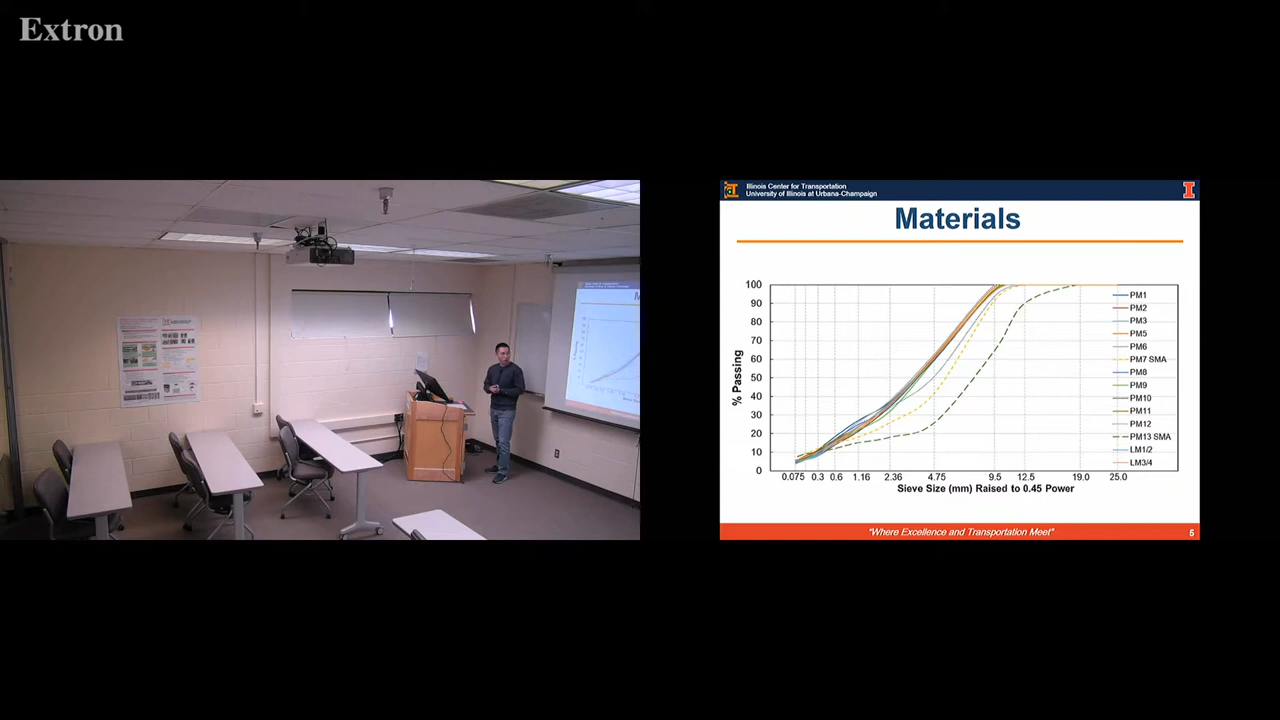 Extron
Illinois Center for Transportation
University of Illinois at Urbana-Champaign
Materials
% Passing
100
90
80
70
60
50
40
30
20
10
0
0.075 0.3 0.6 1.16 2.36 4.75 9.5 12.5 19.0 25.0
Sieve Size (mm) Raised to 0.45 Power
PM1
PM2
PM3
PM5
PM6
PM7 SMA
PM8
PM9
PM10
PM11
PM12
PM13 SMA
LM1/2
LM3/4
"Where Excellence and Transportation Meet"
5